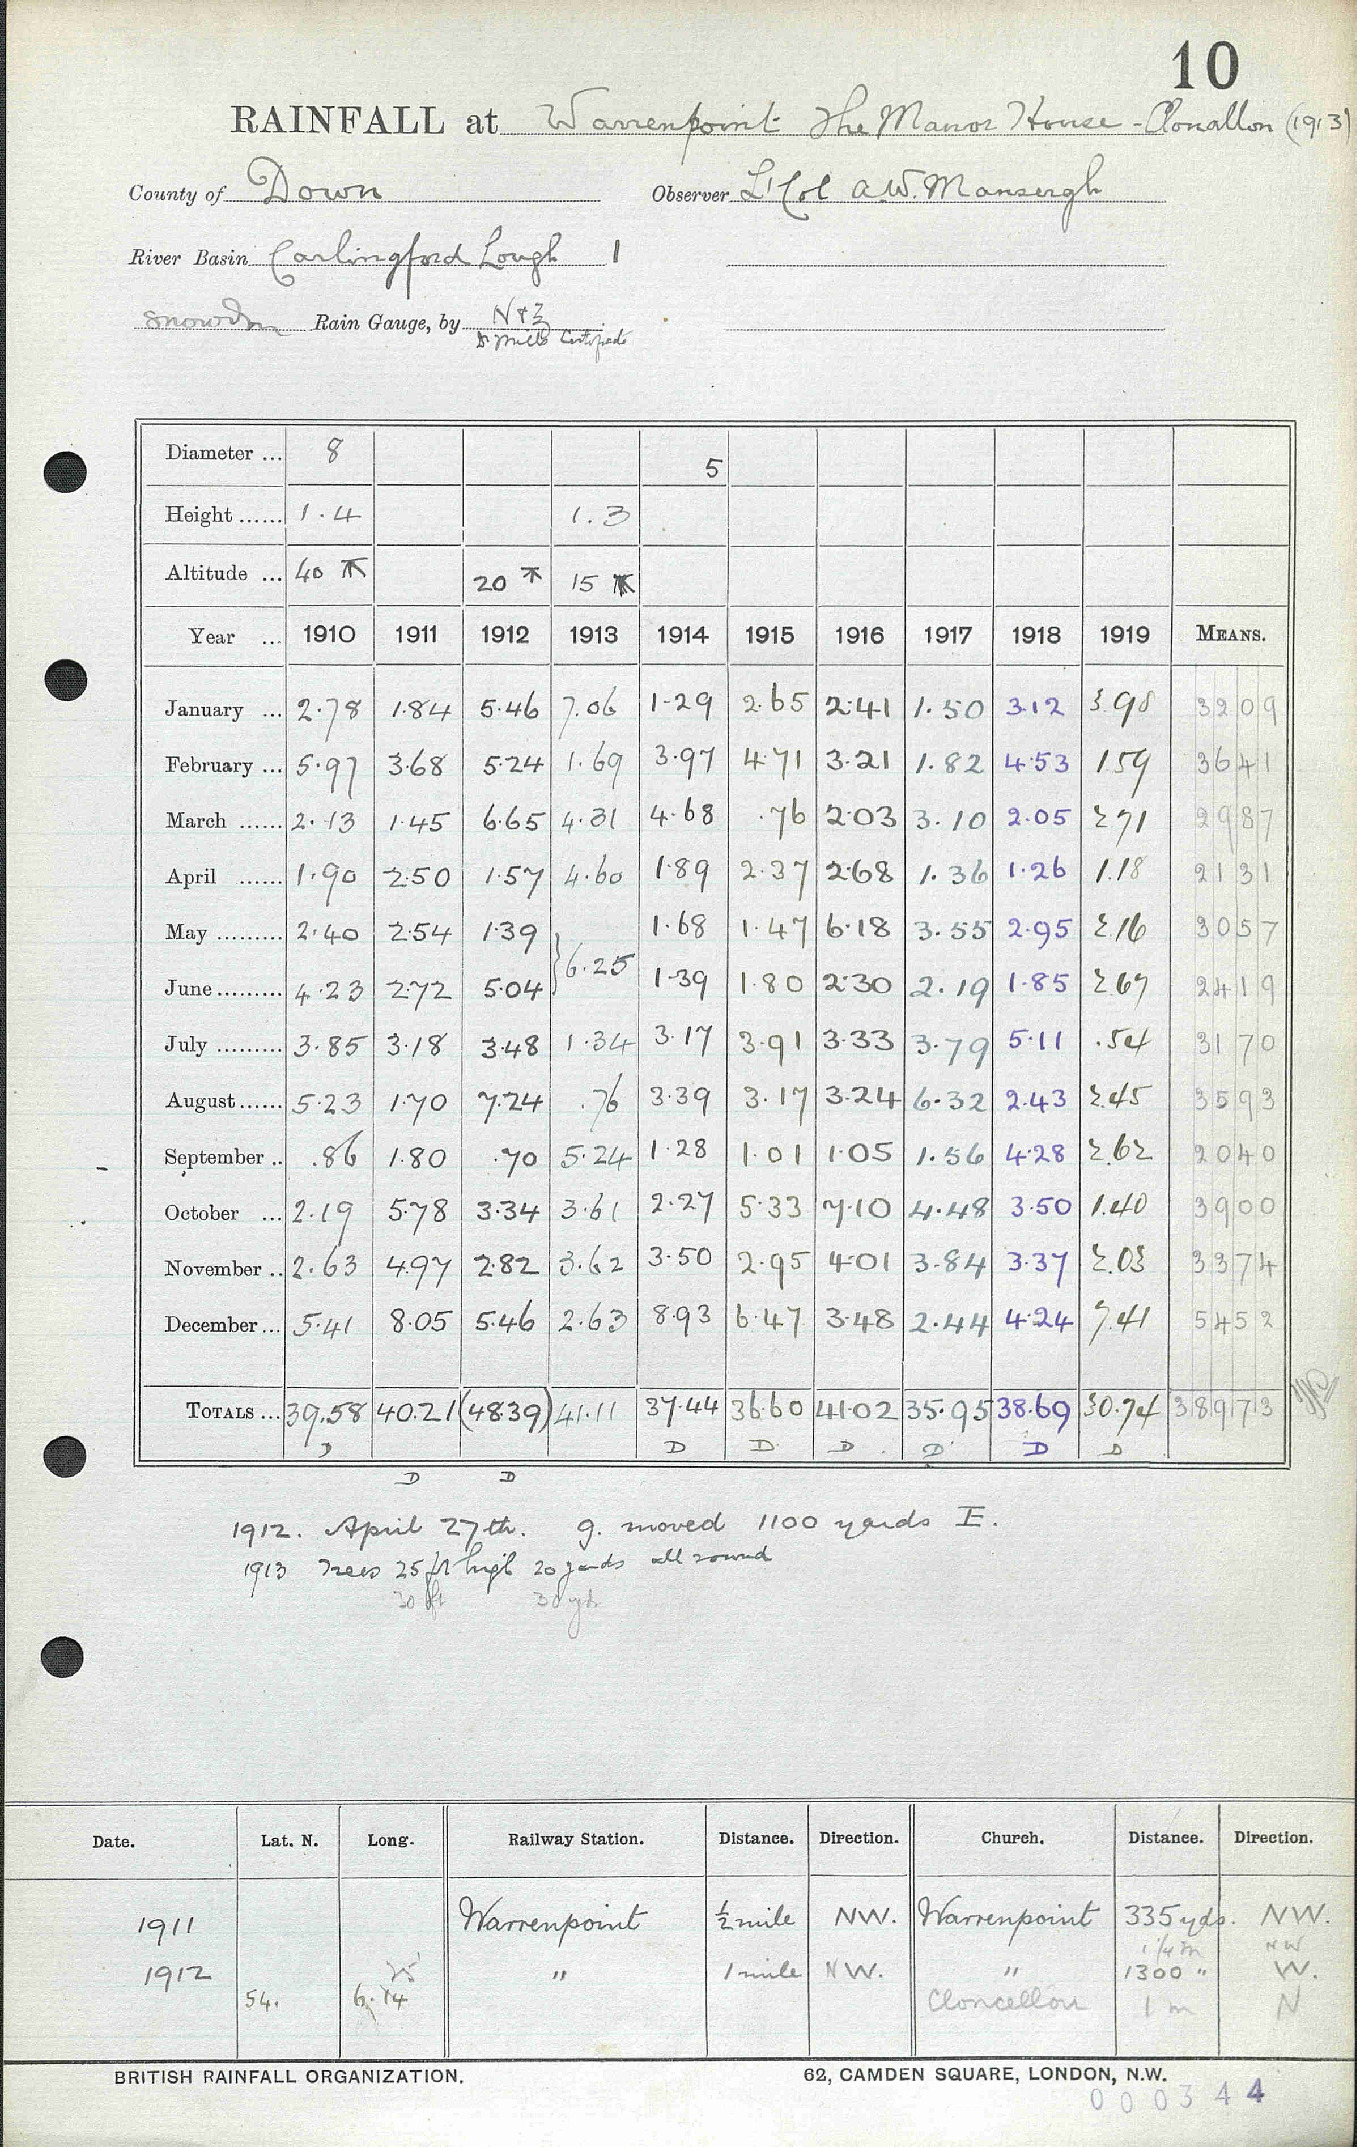 10
RAINFALL at Warrenpoint The Manor House - Clonallon (1913)
County of Down Observer Lt Col A.W. Mansergh
River Basin Carlingford Lough 1
Snowdon Rain Gauge, by N & Z
Dr Mill's Certificate
Diameter ... 8 5
Height ...... 1.4 1.3
Altitude ... 40 20 15
Year ... 1910 1911 1912 1913 1914 1915 1916 1917 1918 1919 MEANS.
January ... 2.78 1.84 5.46 7.06 1.29 2.65 2.41 1.50 3.12 3.98 3209
February ... 5.97 3.68 5.24 1.69 3.97 4.71 3.21 1.82 4.53 1.59 3641
March ...... 2.13 1.45 6.65 4.31 4.68 .76 2.03 3.10 2.05 2.71 2987
April ...... 1.90 2.50 1.57 4.60 1.89 2.37 2.68 1.36 1.26 1.18 2131
May ......... 2.40 2.54 1.39 1.68 1.47 6.18 3.55 2.95 2.16 3057
} 6.25
June ......... 4.23 2.72 5.04 1.39 1.80 2.30 2.19 1.85 2.67 2419
July ......... 3.85 3.18 3.48 1.34 3.17 3.91 3.33 3.79 5.11 .54 3170
August ...... 5.23 1.70 7.24 .76 3.39 3.17 3.24 6.32 2.43 2.45 3593
September .. .86 1.80 .70 5.24 1.28 1.01 1.05 1.56 4.28 2.62 2040
October ... 2.19 5.78 3.34 3.61 2.27 5.33 7.10 4.48 3.50 1.40 3900
November .. 2.63 4.97 2.82 3.62 3.50 2.95 4.01 3.84 3.37 2.03 3374
December ... 5.41 8.05 5.46 2.63 8.93 6.47 3.48 2.44 4.24 7.41 5452
TOTALS ... 39.58 40.21 (48.39) 41.11 37.44 36.60 41.02 35.95 38.69 30.74 38973
D D D D D D D
D D
1912. April 27th. g. moved 1100 yards E.
1913 Trees 25 ft high 20 yards all round
30 ft 30 yds
Date. Lat. N. Long. Railway Station. Distance. Direction. Church. Distance. Direction.
1911 Warrenpoint ½ mile NW. Warrenpoint 335 yds. NW.
1¼ m NW
1912 " 1 mile NW. " 1300 " W.
54. 6. 14 1 m N
BRITISH RAINFALL ORGANIZATION. 62, CAMDEN SQUARE, LONDON, N.W.
000344